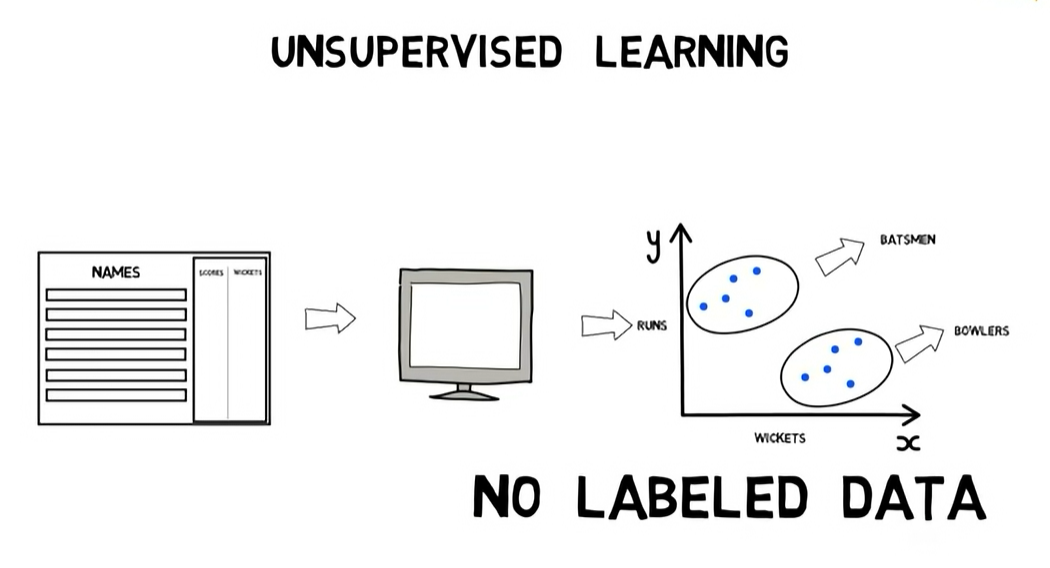 UNSUPERVISED LEARNING
NAMES
SCORES
WICKETS
y
RUNS
BATSMEN
BOWLERS
WICKETS
x
NO LABELED DATA